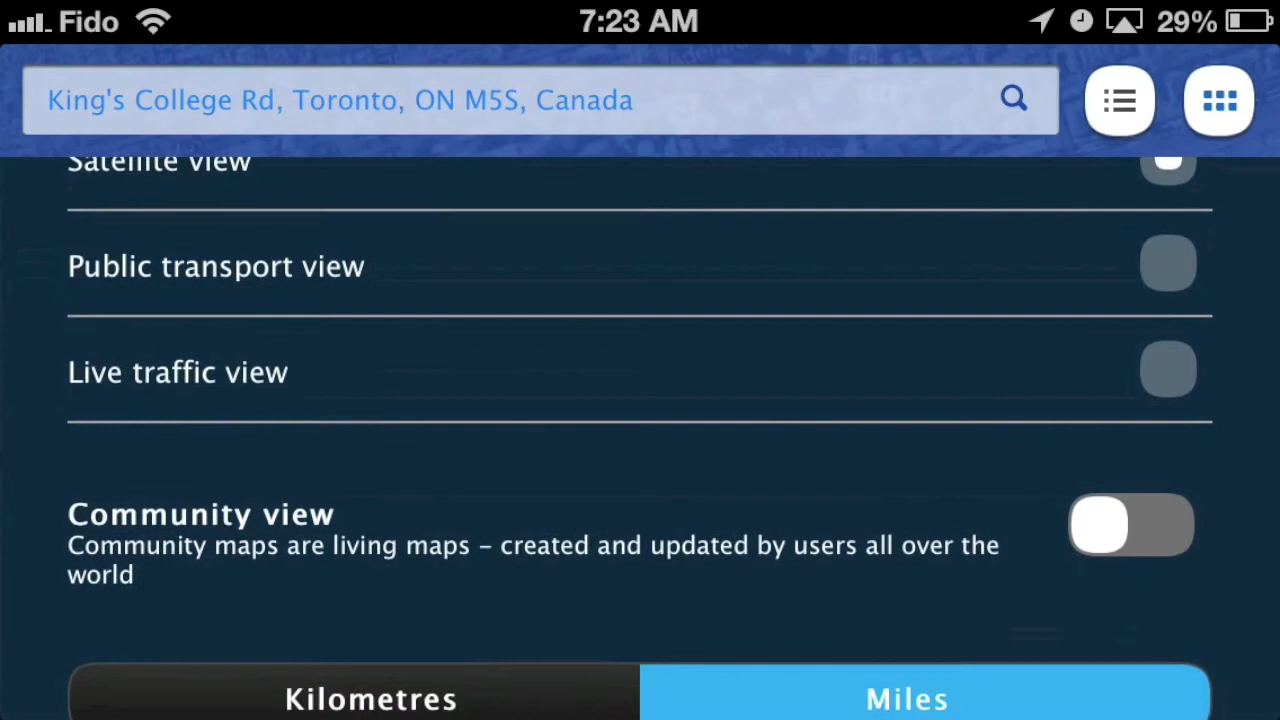 Fido 7:23 AM 29%
King's College Rd, Toronto, ON M5S, Canada
Satellite view
Public transport view
Live traffic view
Community view
Community maps are living maps – created and updated by users all over the
world
Kilometres Miles